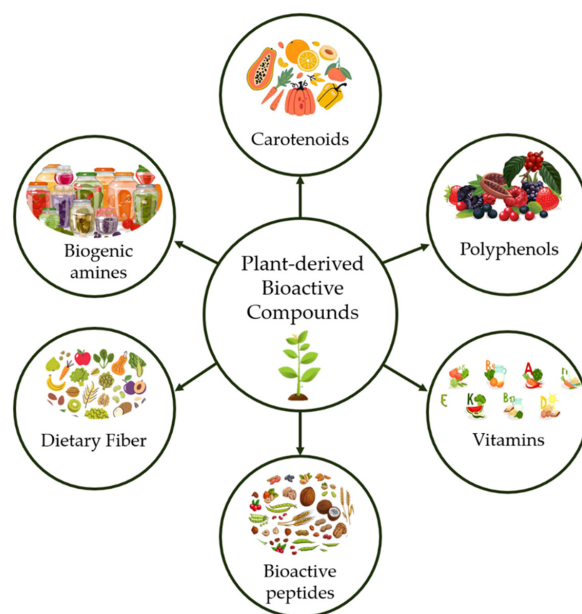 Carotenoids
Biogenic
amines
Polyphenols
Plant-derived
Bioactive
Compounds
Dietary Fiber
A
E
K
D
Vitamins
Bioactive
peptides